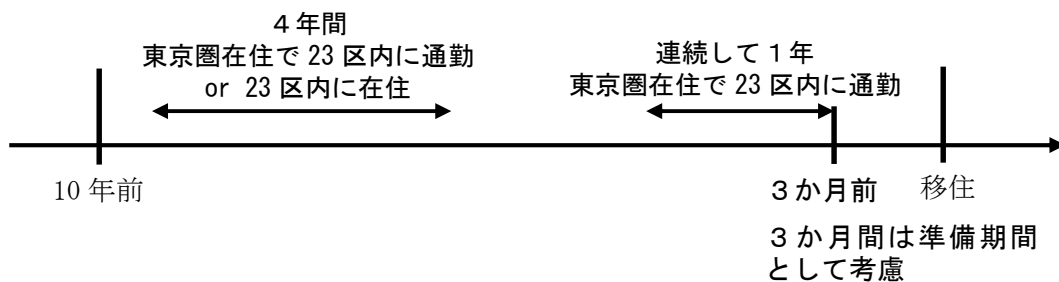 ４年間
東京圏在住で 23 区内に通勤
or 23 区内に在住
連続して１年
東京圏在住で 23 区内に通勤
10 年前
３か月前
移住
３か月間は準備期間
として考慮